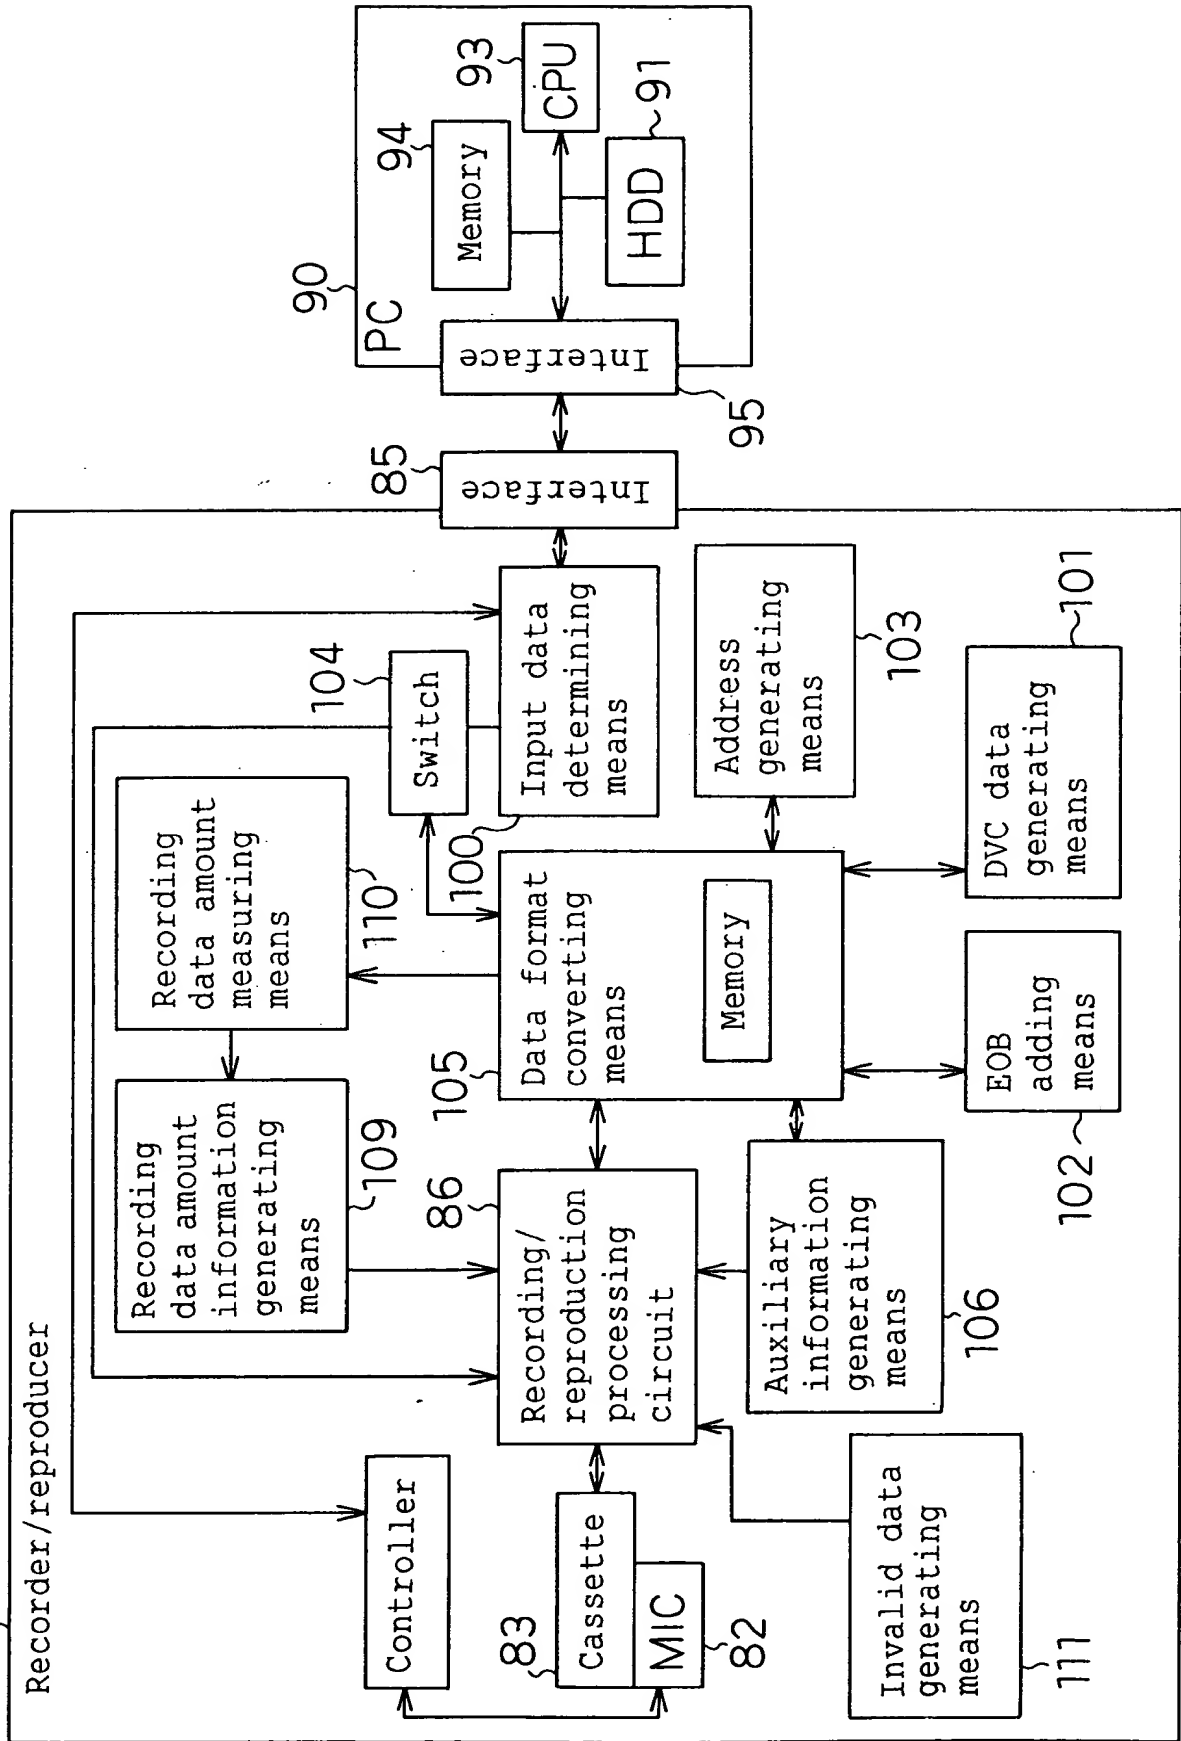 Recorder/reproducer
Controller
83
Cassette
MIC
82
Invalid data
generating
means
111
Recording
data amount
information
generating
means
109
86
Recording/
reproduction
processing
circuit
Auxiliary
information
generating
means
106
Recording
data amount
measuring
means
110
105
Data format
converting
means
Memory
EOB
adding
means
102
104
Switch
100
Input data
determining
means
Address
generating
means
103
DVC data
generating
means
101
85
Interface
90
PC
Interface
95
94
Memory
93
CPU
HDD
91